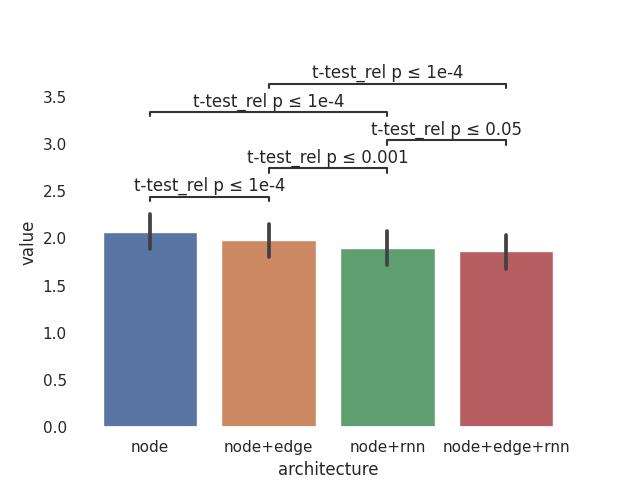 t-test_rel p ≤ 1e-4
t-test_rel p ≤ 1e-4
t-test_rel p ≤ 0.05
t-test_rel p ≤ 0.001
t-test_rel p ≤ 1e-4
3.5
3.0
2.5
2.0
1.5
1.0
0.5
0.0
value
node node+edge node+rnn node+edge+rnn
architecture